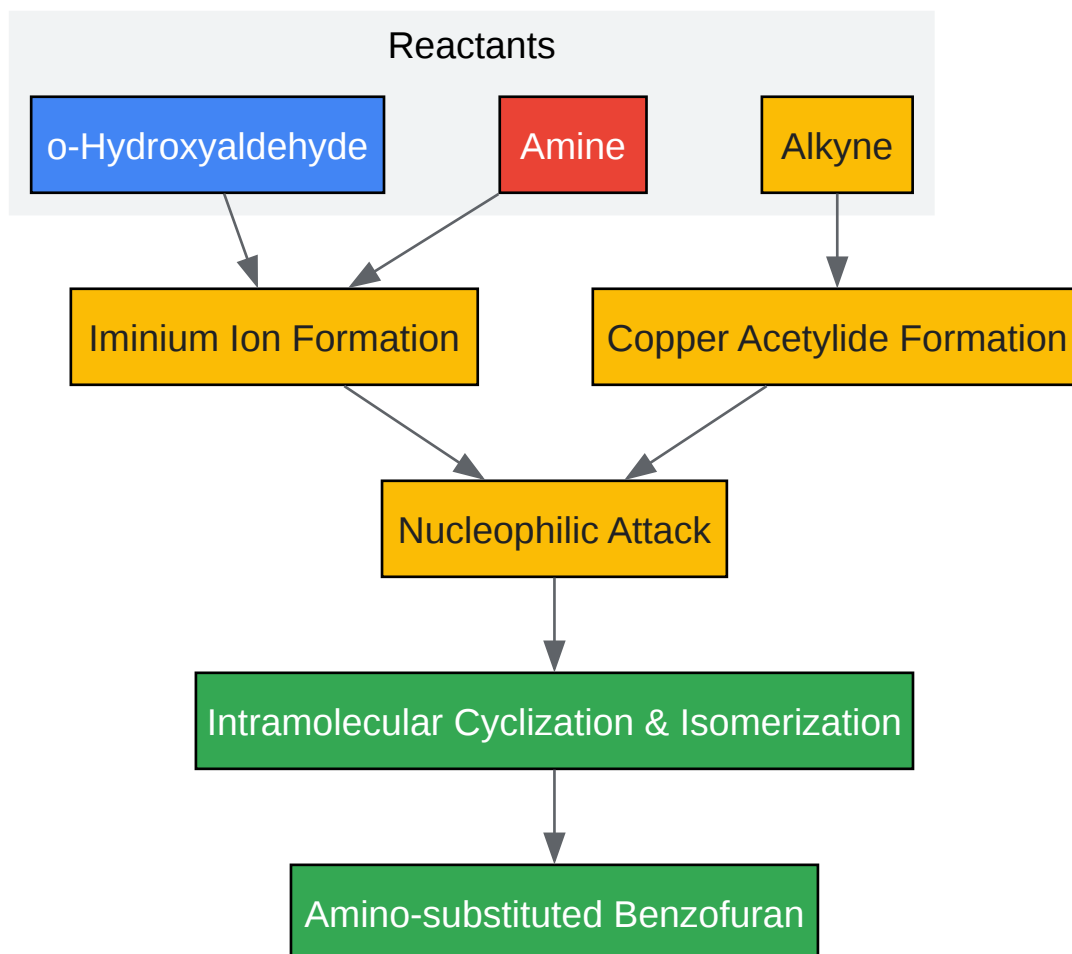 Reactants
o-Hydroxyaldehyde
Amine
Alkyne
Iminium Ion Formation
Copper Acetylide Formation
Nucleophilic Attack
Intramolecular Cyclization & Isomerization
Amino-substituted Benzofuran